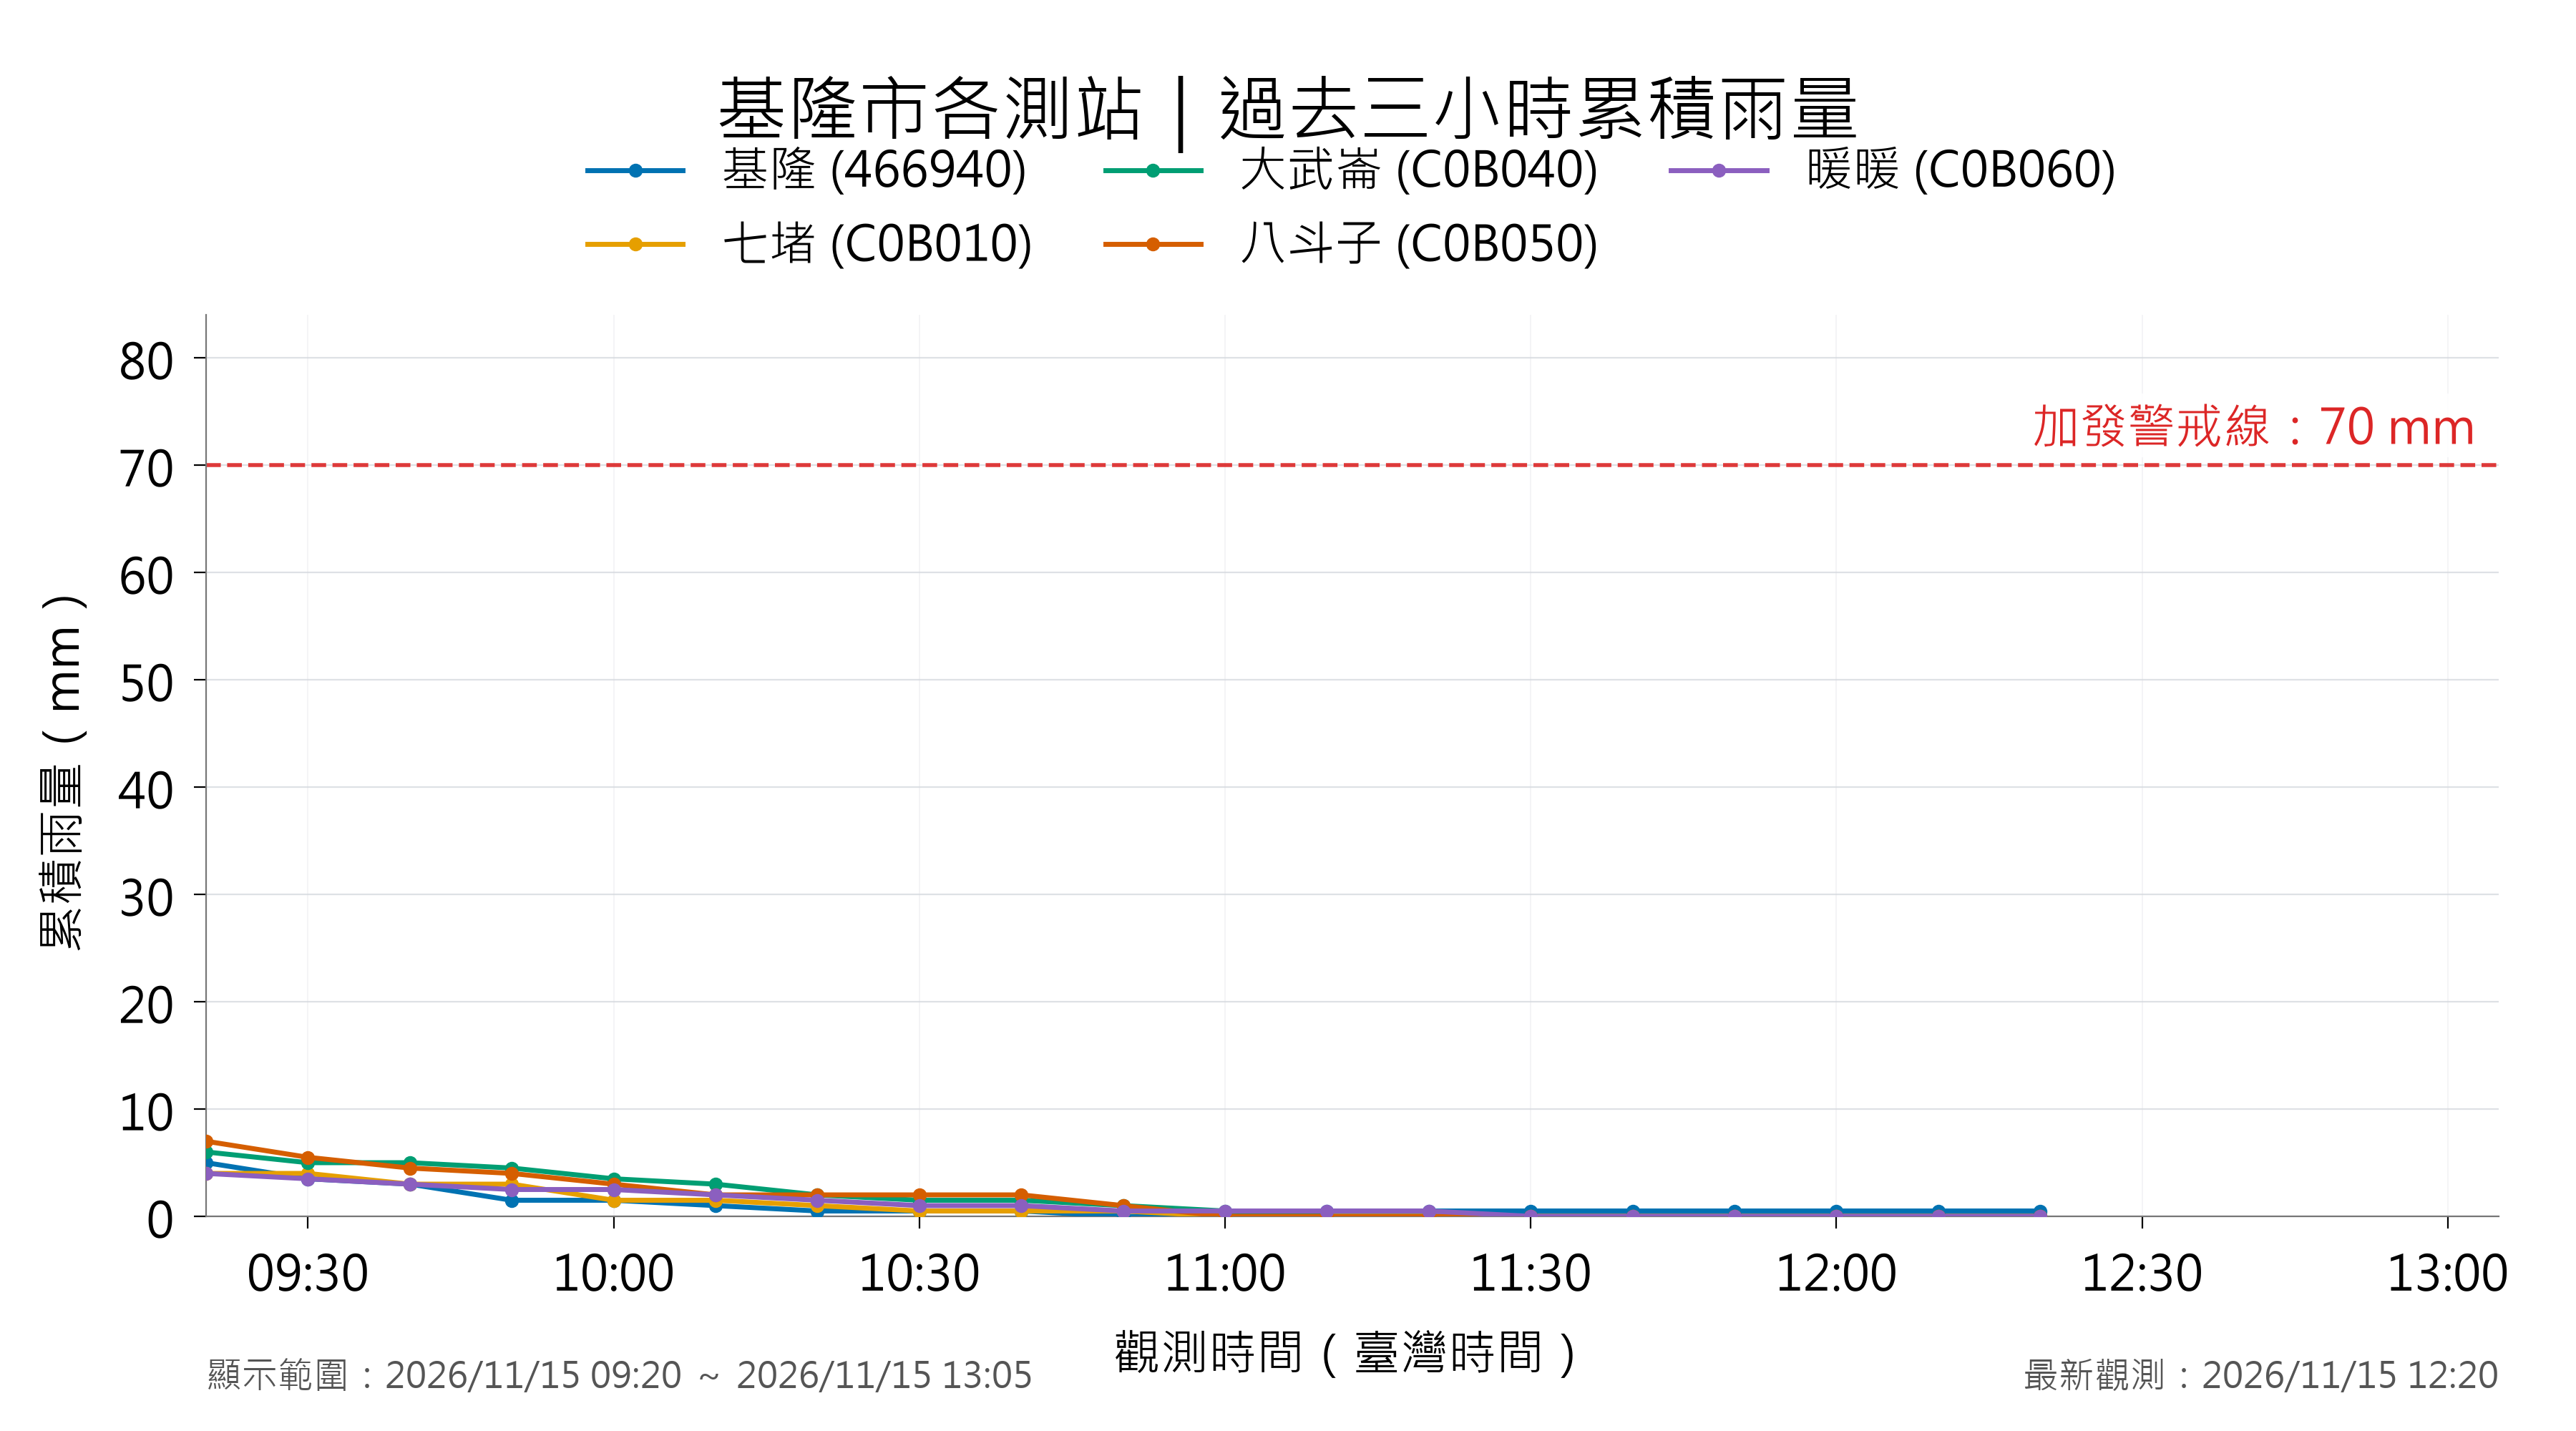 基隆市各測站 | 過去三小時累積雨量
基隆 (466940)
大武崙 (C0B040)
暖暖 (C0B060)
七堵 (C0B010)
八斗子 (C0B050)
80
70
60
50
40
30
20
10
0
加發警戒線：70 mm
累積雨量（mm）
09:30
10:00
10:30
11:00
11:30
12:00
12:30
13:00
觀測時間（臺灣時間）
顯示範圍：2026/11/15 09:20 ~ 2026/11/15 13:05
最新觀測：2026/11/15 12:20